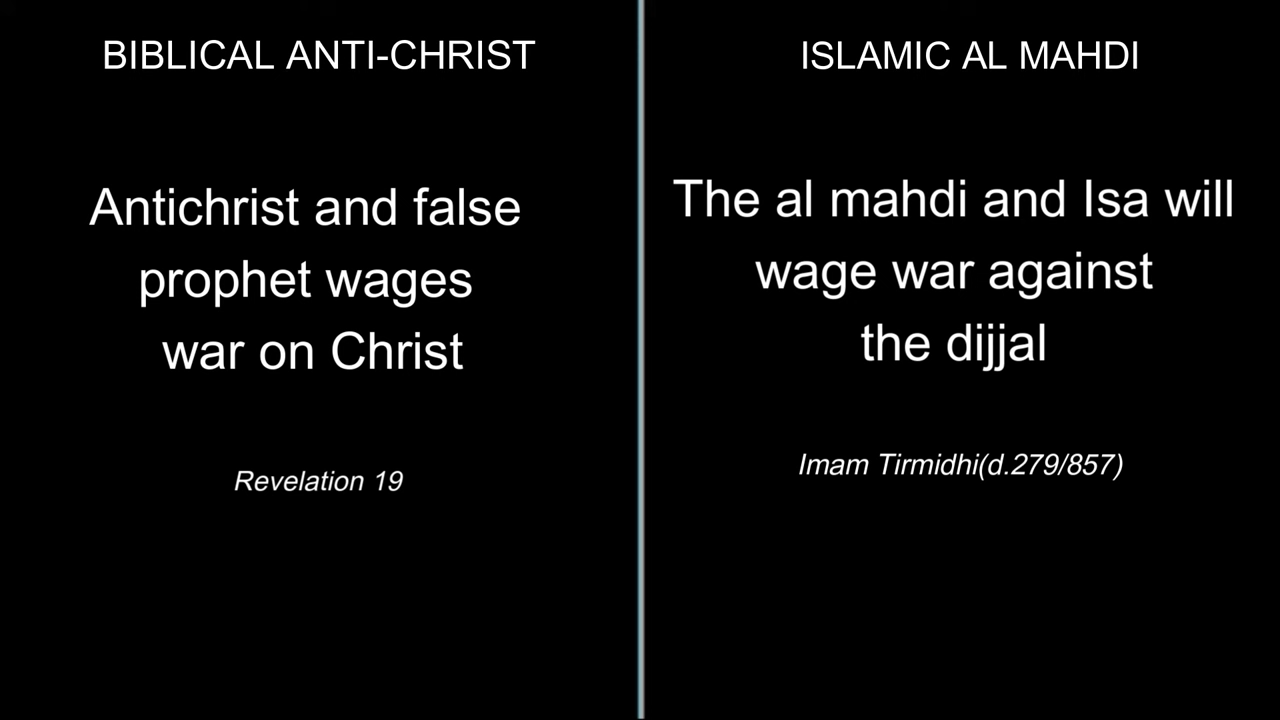 BIBLICAL ANTI-CHRIST
Antichrist and false
prophet wages
war on Christ
Revelation 19
ISLAMIC AL MAHDI
The al mahdi and Isa will
wage war against
the dijjal
Imam Tirmidhi(d.279/857)